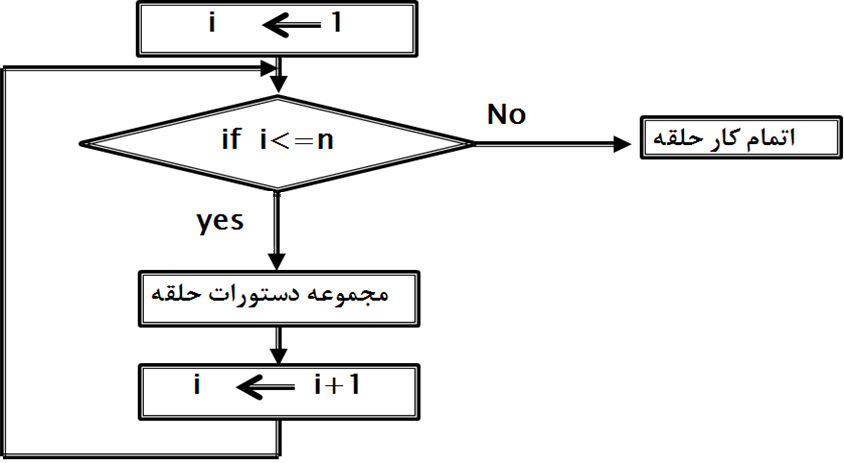 i ← 1
if i<=n
No
اتمام کار حلقه
yes
مجموعه دستورات حلقه
i ← i+1